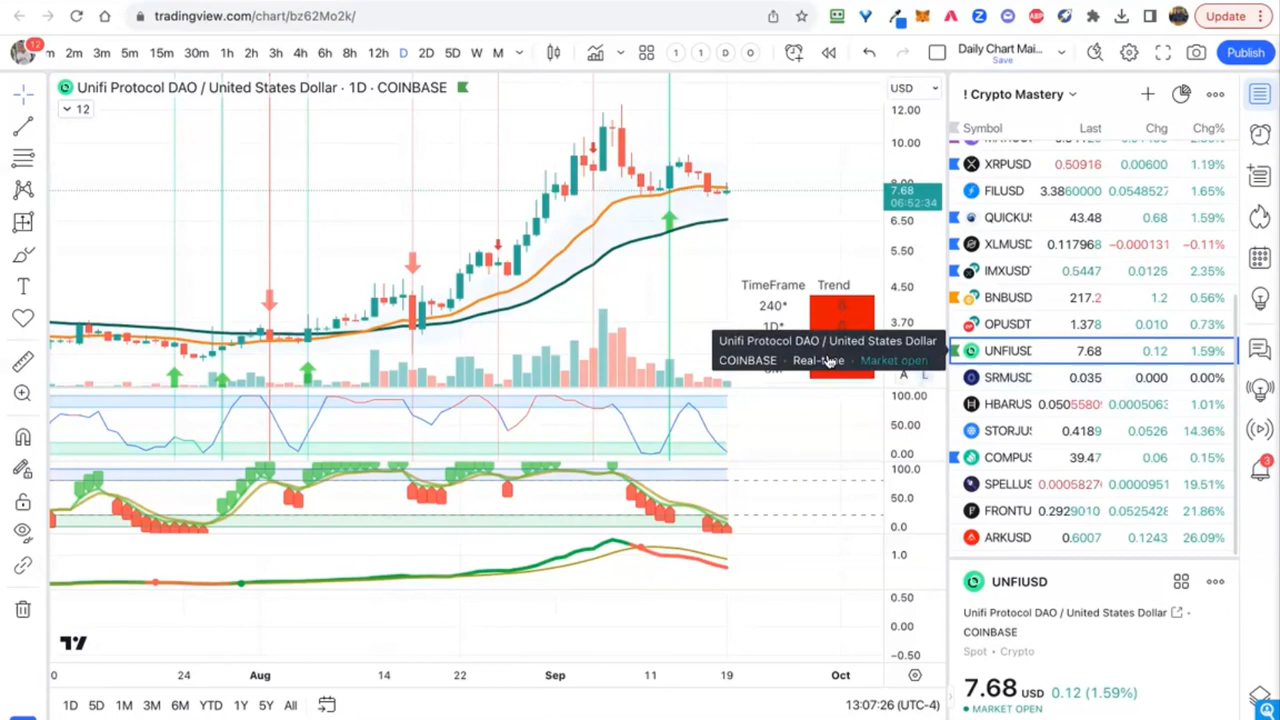 tradingview.com/chart/bz62Mo2k/
Update
12
m 2m 3m 5m 15m 30m 1h 2h 3h 4h 6h 8h 12h D 2D 5D W M
1 1 D O
Daily Chart Mai...
Save
Publish
Unifi Protocol DAO / United States Dollar · 1D · COINBASE
12
USD
12.00
10.00
7.68
06:52:34
6.50
5.50
4.50
3.70
TimeFrame Trend
240*
1D*
Unifi Protocol DAO / United States Dollar
COINBASE · Real-time · Market open
A L
100.00
50.00
0.00
100.0
50.0
0.0
1.0
0.50
0.00
−0.50
0 24 Aug 14 22 Sep 11 19 Oct
1D 5D 1M 3M 6M YTD 1Y 5Y All
13:07:26 (UTC-4)
! Crypto Mastery
Symbol Last Chg Chg%
XRPUSD 0.50916 0.00600 1.19%
FILUSD 3.3860000 0.0548527 1.65%
QUICKUS 43.48 0.68 1.59%
XLMUSD 0.117968 −0.000131 −0.11%
IMXUSD 0.5447 0.0125 2.35%
BNBUSD 217.2 1.2 0.56%
OPUSDT 1.378 0.010 0.73%
UNFIUSD 7.68 0.12 1.59%
SRMUSD 0.035 0.000 0.00%
HBARUS 0.0505580 0.0005063 1.01%
STORJUS 0.4189 0.0526 14.36%
COMPUS 39.47 0.06 0.15%
SPELLUS 0.0005827 0.0000951 19.51%
FRONTU 0.2929010 0.0525428 21.86%
ARKUSD 0.6007 0.1243 26.09%
UNFIUSD
Unifi Protocol DAO / United States Dollar
COINBASE
Spot • Crypto
7.68 USD 0.12 (1.59%)
MARKET OPEN
3